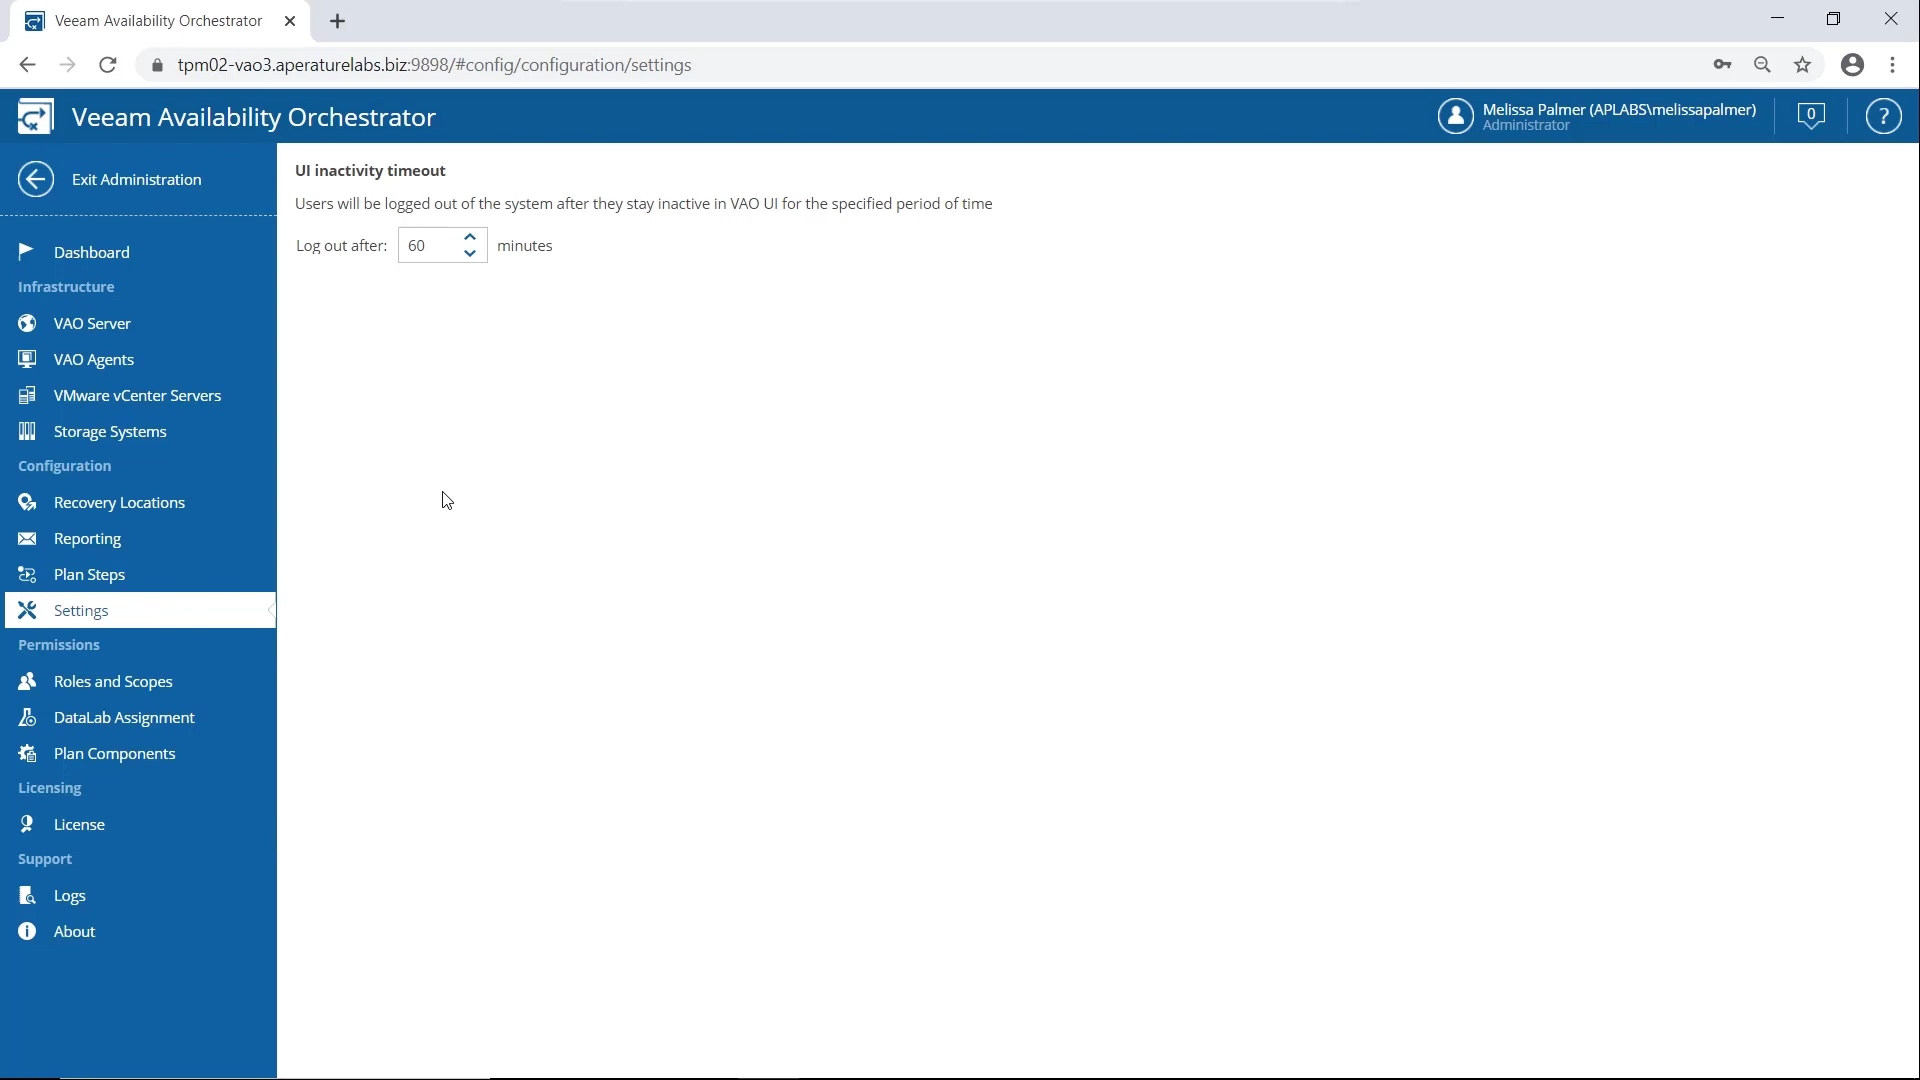 Veeam Availability Orchestrator
tpm02-vao3.aperaturelabs.biz:9898/#config/configuration/settings
Veeam Availability Orchestrator
Melissa Palmer (APLABS\melissapalmer)
Administrator
0
?
Exit Administration
Dashboard
Infrastructure
VAO Server
VAO Agents
VMware vCenter Servers
Storage Systems
Configuration
Recovery Locations
Reporting
Plan Steps
Settings
Permissions
Roles and Scopes
DataLab Assignment
Plan Components
Licensing
License
Support
Logs
About
UI inactivity timeout
Users will be logged out of the system after they stay inactive in VAO UI for the specified period of time
Log out after: 60 minutes